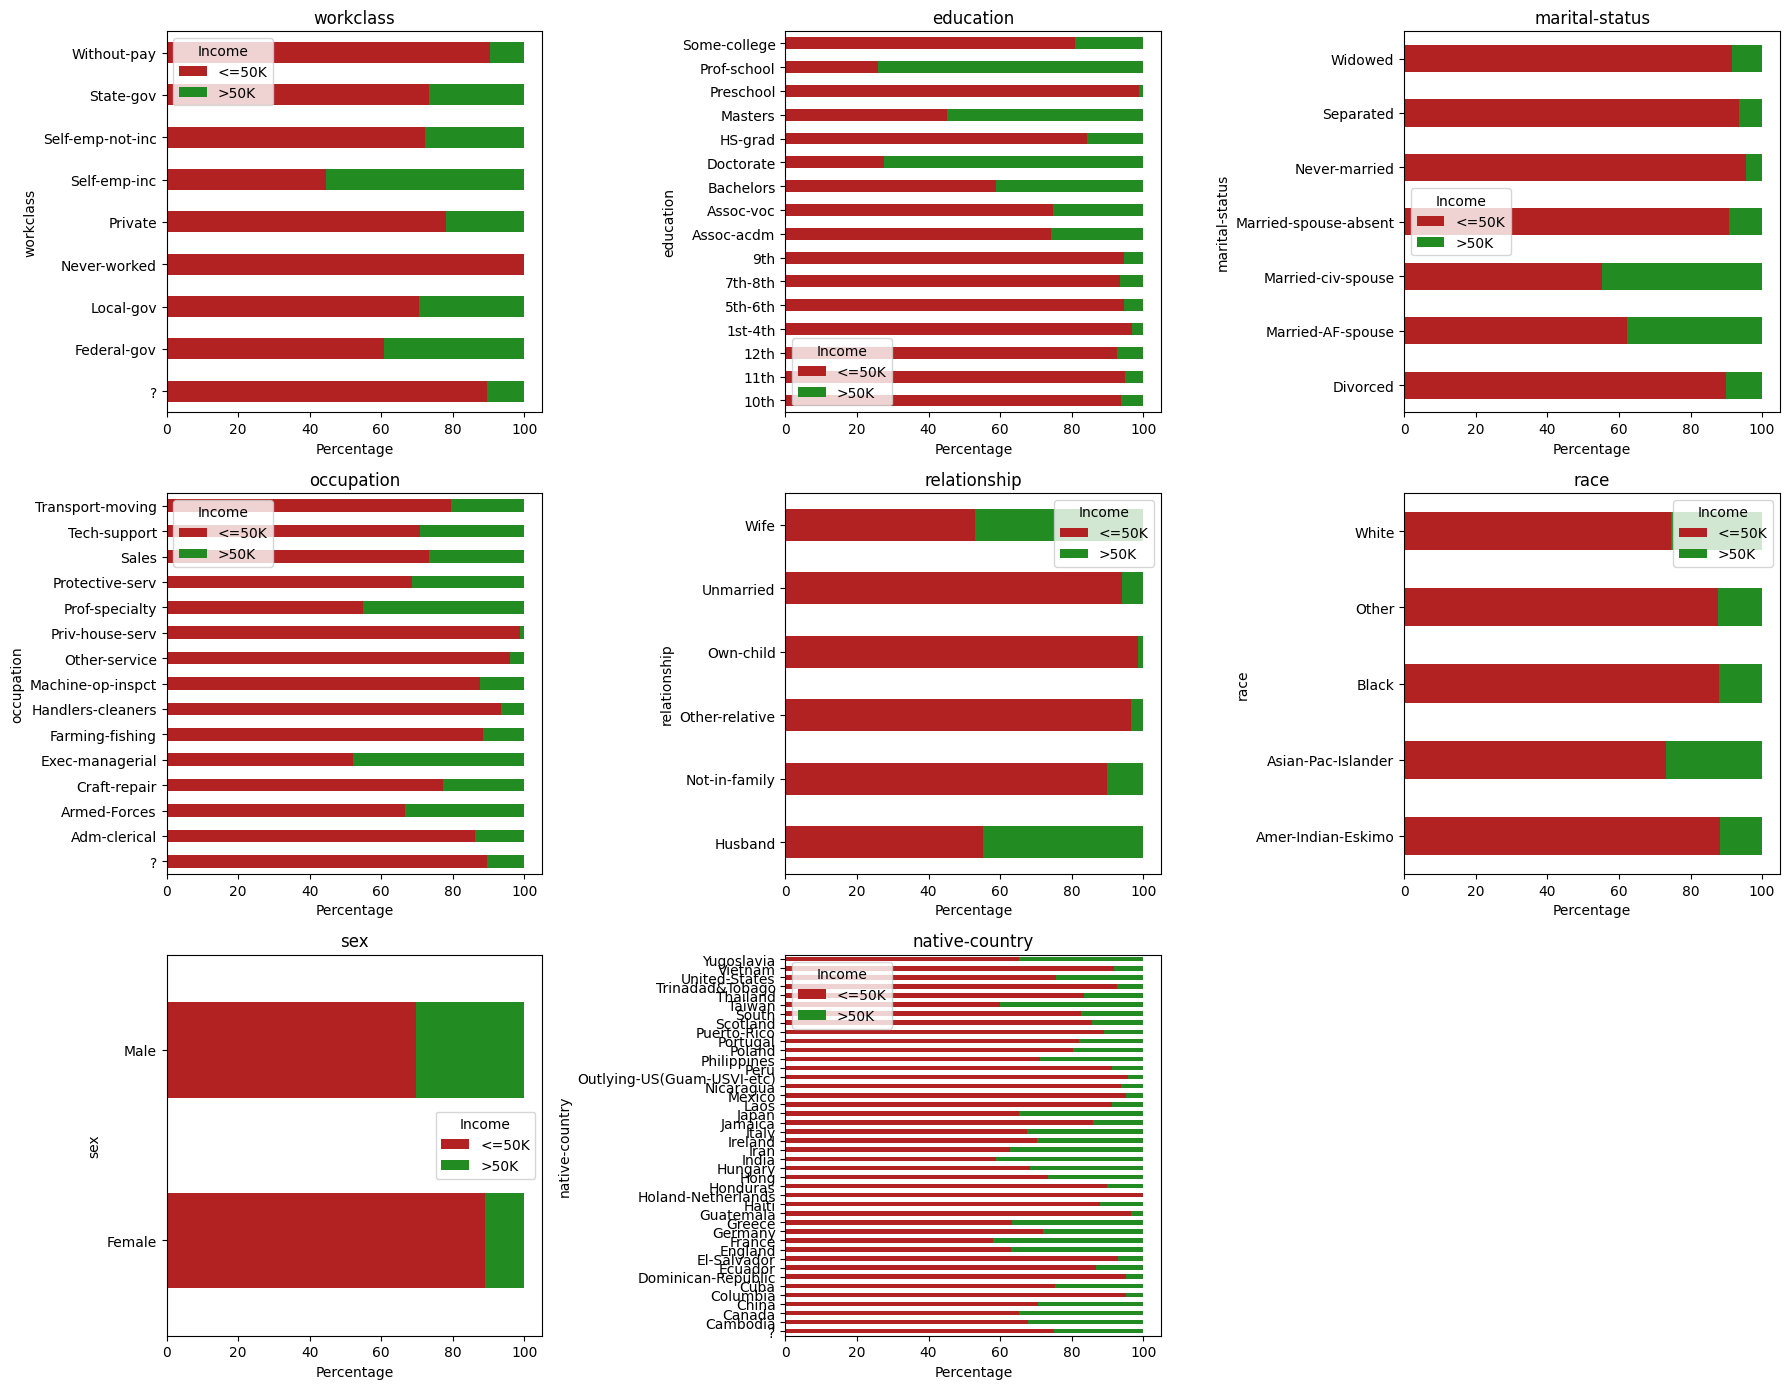 workclass
Without-pay
State-gov
Self-emp-not-inc
Self-emp-inc
Private
Never-worked
Local-gov
Federal-gov
?
workclass
Income
<=50K
>50K
0 20 40 60 80 100
Percentage
education
Some-college
Prof-school
Preschool
Masters
HS-grad
Doctorate
Bachelors
Assoc-voc
Assoc-acdm
9th
7th-8th
5th-6th
1st-4th
12th
11th
10th
education
Income
<=50K
>50K
0 20 40 60 80 100
Percentage
marital-status
Widowed
Separated
Never-married
Married-spouse-absent
Married-civ-spouse
Married-AF-spouse
Divorced
marital-status
Income
<=50K
>50K
0 20 40 60 80 100
Percentage
occupation
Transport-moving
Tech-support
Sales
Protective-serv
Prof-specialty
Priv-house-serv
Other-service
Machine-op-inspct
Handlers-cleaners
Farming-fishing
Exec-managerial
Craft-repair
Armed-Forces
Adm-clerical
?
occupation
Income
<=50K
>50K
0 20 40 60 80 100
Percentage
relationship
Wife
Unmarried
Own-child
Other-relative
Not-in-family
Husband
relationship
Income
<=50K
>50K
0 20 40 60 80 100
Percentage
race
White
Other
Black
Asian-Pac-Islander
Amer-Indian-Eskimo
race
Income
<=50K
>50K
0 20 40 60 80 100
Percentage
sex
Male
Female
sex
Income
<=50K
>50K
0 20 40 60 80 100
Percentage
native-country
Yugoslavia
Vietnam
United-States
Trinadad&Tobago
Thailand
Taiwan
South
Scotland
Puerto-Rico
Portugal
Poland
Philippines
Peru
Outlying-US(Guam-USVI-etc)
Nicaragua
Mexico
Laos
Japan
Jamaica
Italy
Ireland
Iran
India
Hungary
Hong
Honduras
Holand-Netherlands
Haiti
Guatemala
Greece
Germany
France
England
El-Salvador
Ecuador
Dominican-Republic
Cuba
Columbia
China
Canada
Cambodia
?
native-country
Income
<=50K
>50K
0 20 40 60 80 100
Percentage